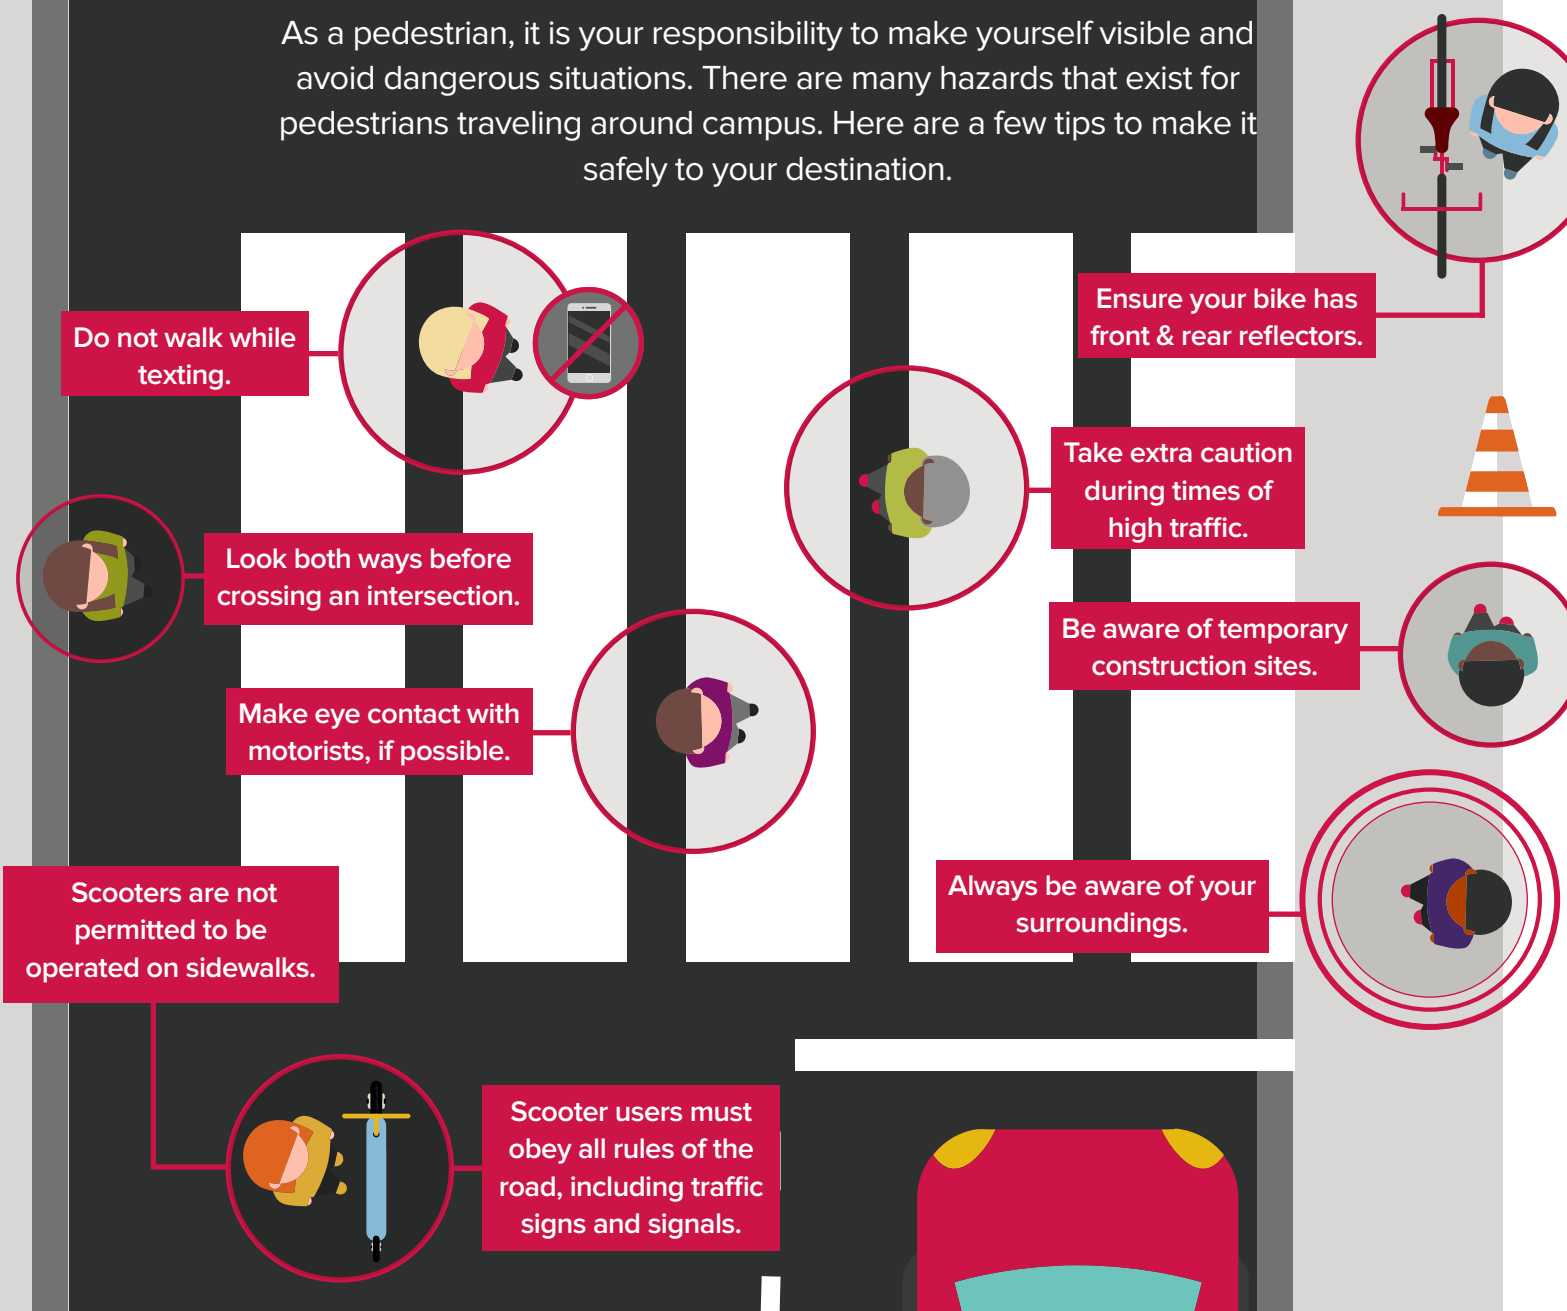 As a pedestrian, it is your responsibility to make yourself visible and
avoid dangerous situations. There are many hazards that exist for
pedestrians traveling around campus. Here are a few tips to make it
safely to your destination.
Ensure your bike has
front & rear reflectors.
Do not walk while
texting.
Take extra caution
during times of
high traffic.
Look both ways before
crossing an intersection.
Be aware of temporary
construction sites.
Make eye contact with
motorists, if possible.
Always be aware of your
surroundings.
Scooters are not
permitted to be
operated on sidewalks.
Scooter users must
obey all rules of the
road, including traffic
signs and signals.